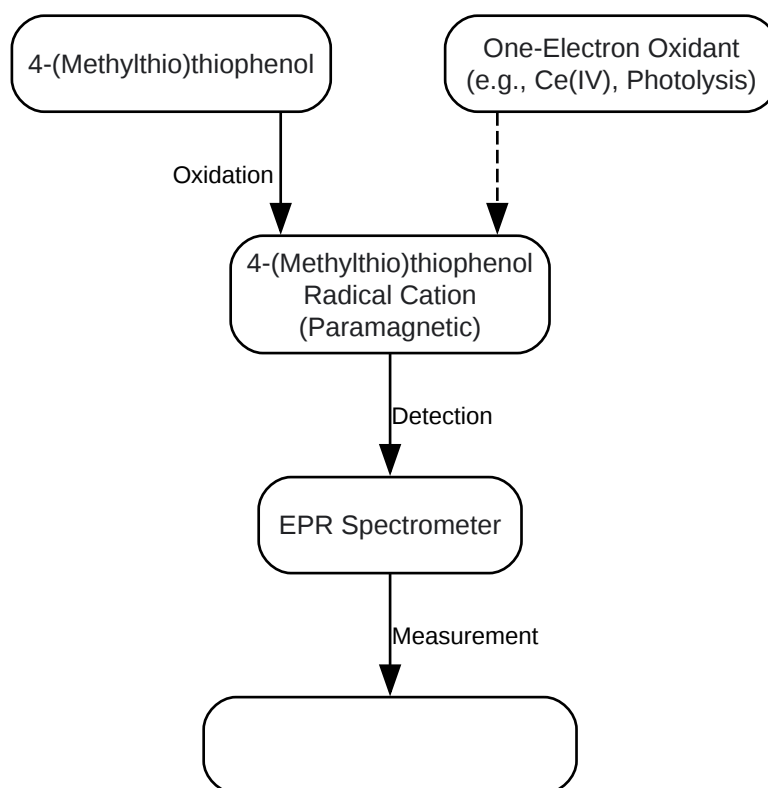 4-(Methylthio)thiophenol
One-Electron Oxidant
(e.g., Ce(IV), Photolysis)
Oxidation
4-(Methylthio)thiophenol
Radical Cation
(Paramagnetic)
Detection
EPR Spectrometer
Measurement